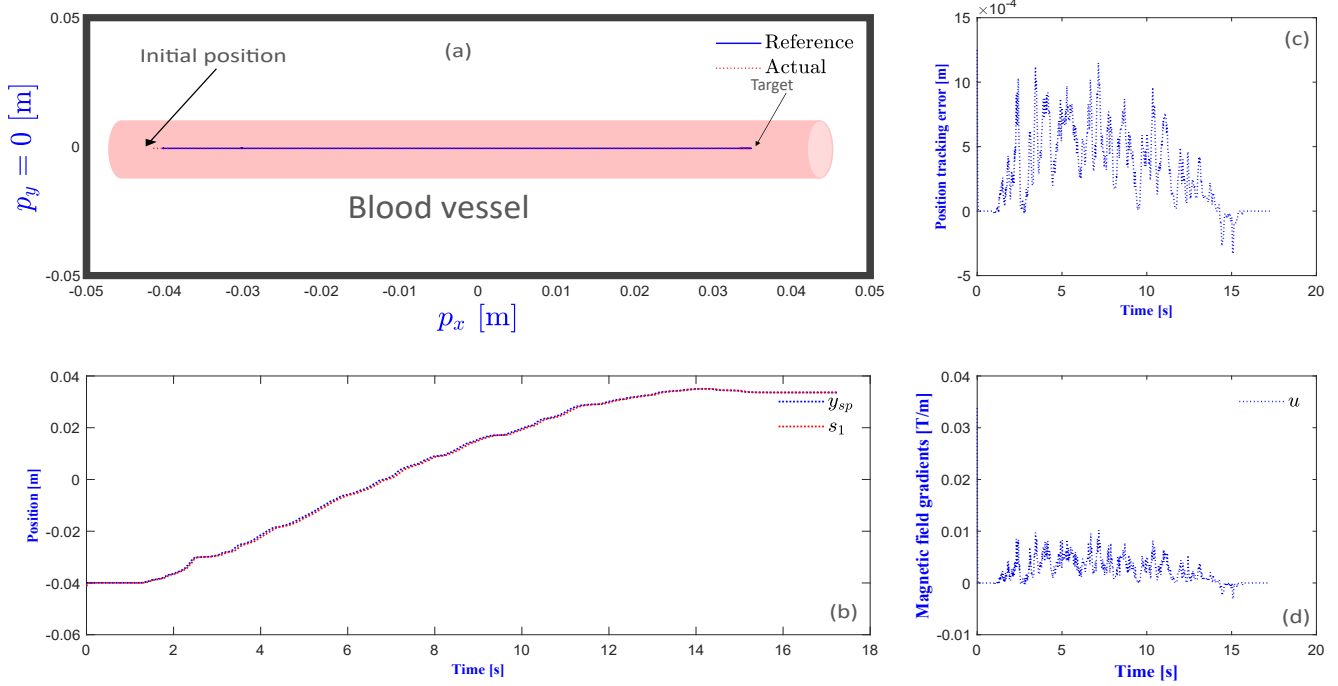 0.05
(a)
Initial position
Reference
Actual
Target
0
p_y = 0 [m]
Blood vessel
-0.05
-0.05 -0.04 -0.03 -0.02 -0.01 0 0.01 0.02 0.03 0.04 0.05
p_x [m]
15 ×10^-4
(c)
10
5
0
-5
Position tracking error [m]
0 5 10 15 20
Time [s]
0.04
y_sp
s_1
0.02
0
-0.02
-0.04
-0.06
Position [m]
(b)
0 2 4 6 8 10 12 14 16 18
Time [s]
0.04
u
0.03
0.02
0.01
0
-0.01
Magnetic field gradients [T/m]
(d)
0 5 10 15 20
Time [s]